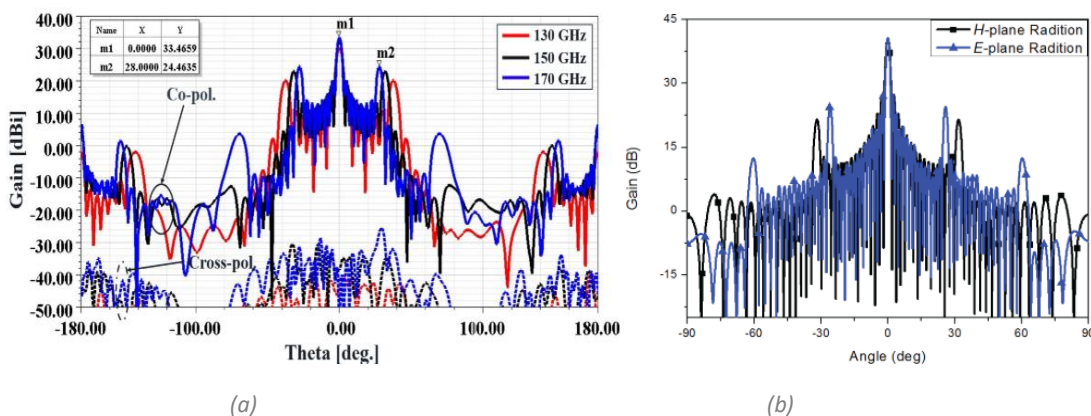 40.00
30.00
20.00
10.00
0.00
-10.00
-20.00
-30.00
-40.00
-50.00
Gain [dBi]
Name X Y
m1 0.0000 33.4659
m2 28.0000 24.4635
m1
m2
Co-pol.
Cross-pol.
130 GHz
150 GHz
170 GHz
-180.00 -100.00 0.00 100.00 180.00
Theta [deg.]
(a)
b)
45
30
15
0
-15
Gain (dB)
H-plane Radition
E-plane Radition
-90 -60 -30 0 30 60 90
Angle (deg)
(b)